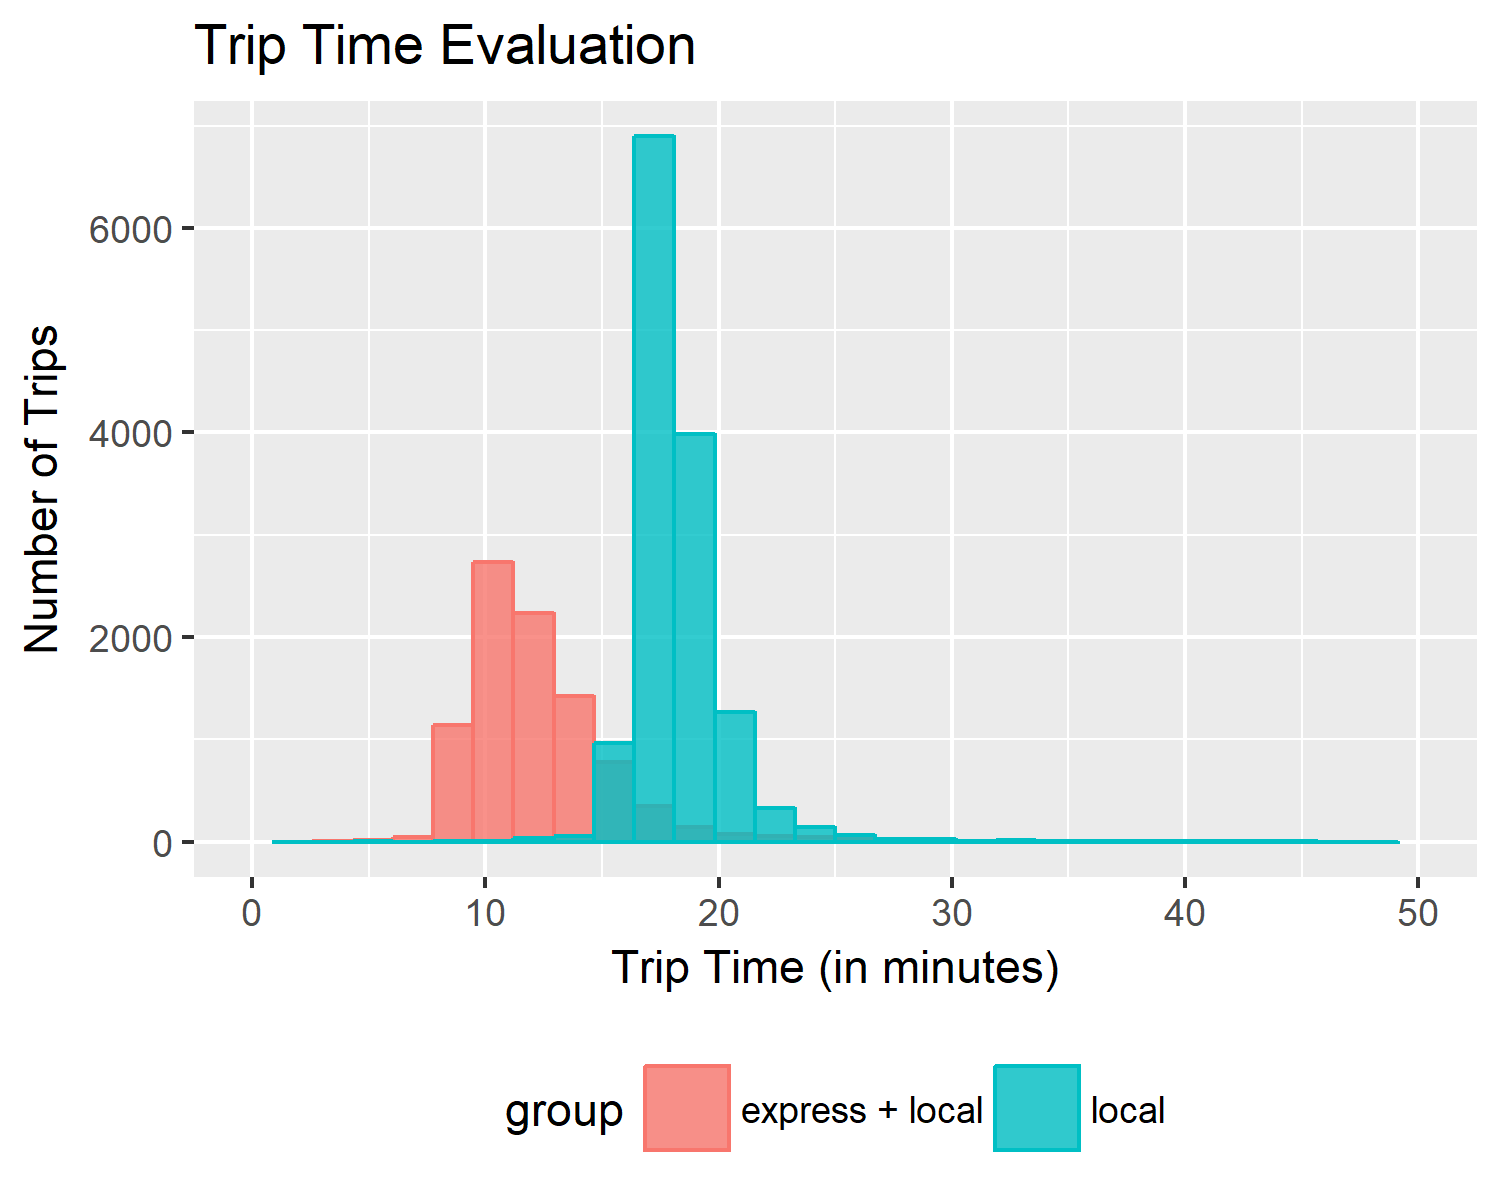 Trip Time Evaluation
Number of Trips
6000
4000
2000
0
0 10 20 30 40 50
Trip Time (in minutes)
group express + local local